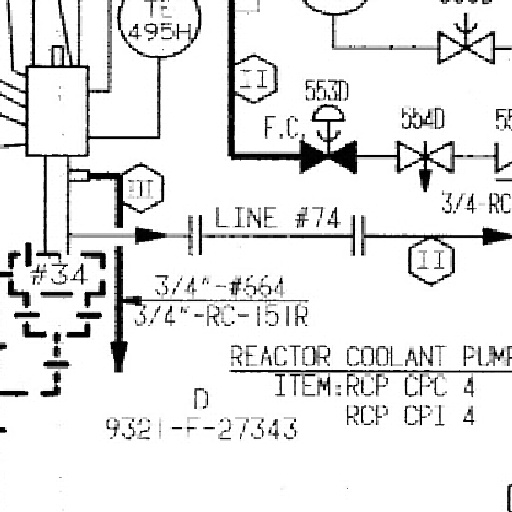 TE
495H
II
553D
F.C.
554D
55
III
LINE #74
3/4-RC
II
#34
3/4"-#664
3/4"-RC-151R
REACTOR COOLANT PUMP
ITEM:RCP CPC 4
RCP CPI 4
D
9321-F-27343